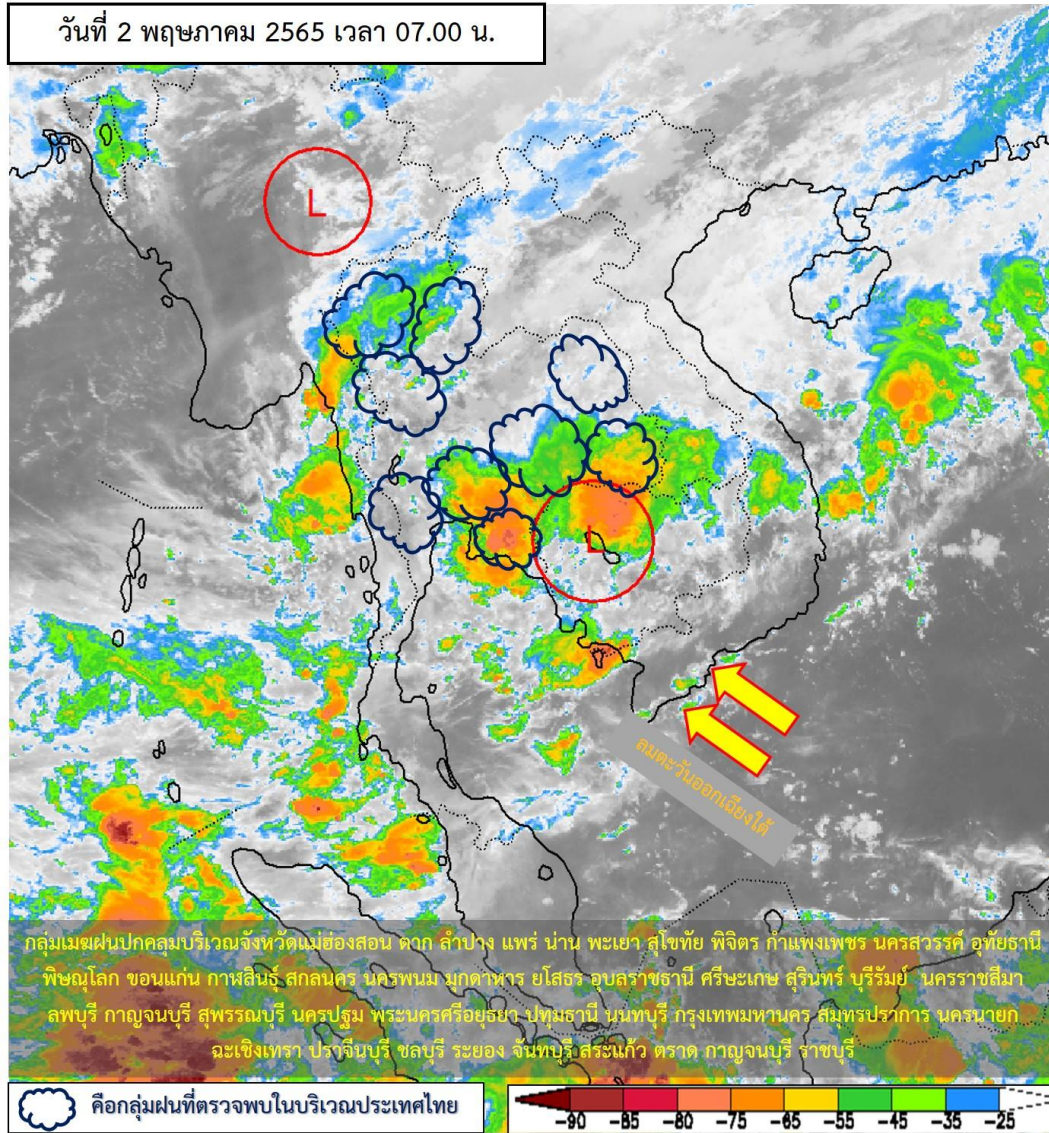 วันที่ 2 พฤษภาคม 2565 เวลา 07.00 น.
L
L
ลมตะวันออกเฉียงใต้
กลุ่มเมฆฝนปกคลุมบริเวณจังหวัดแม่ฮ่องสอน ตาก ลำปาง แพร่ น่าน พะเยา สุโขทัย พิจิตร กำแพงเพชร นครสวรรค์ อุทัยธานี
พิษณุโลก ขอนแก่น กาฬสินธุ์ สกลนคร นครพนม มุกดาหาร ยโสธร อุบลราชธานี ศรีษะเกษ สุรินทร์ บุรีรัมย์ นครราชสีมา
ลพบุรี กาญจนบุรี สุพรรณบุรี นครปฐม พระนครศรีอยุธยา ปทุมธานี นนทบุรี กรุงเทพมหานคร สมุทรปราการ นครนายก
ฉะเชิงเทรา ปราจีนบุรี ชลบุรี ระยอง จันทบุรี สระแก้ว ตราด กาญจนบุรี ราชบุรี
คือกลุ่มฝนที่ตรวจพบในบริเวณประเทศไทย
-90 -85 -80 -75 -65 -55 -45 -35 -25